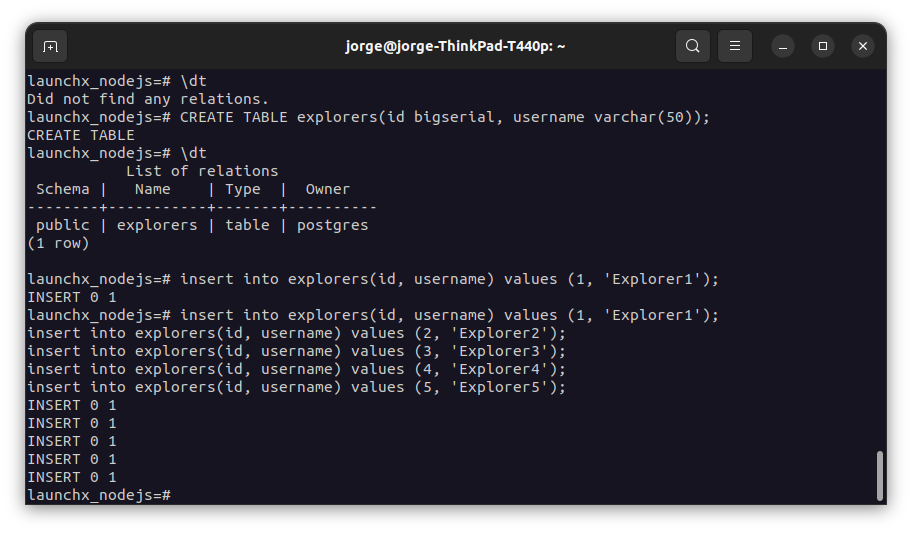 jorge@jorge-ThinkPad-T440p: ~
launchx_nodejs=# \dt
Did not find any relations.
launchx_nodejs=# CREATE TABLE explorers(id bigserial, username varchar(50));
CREATE TABLE
launchx_nodejs=# \dt
           List of relations
 Schema |   Name    | Type  |  Owner
--------+-----------+-------+----------
 public | explorers | table | postgres
(1 row)

launchx_nodejs=# insert into explorers(id, username) values (1, 'Explorer1');
INSERT 0 1
launchx_nodejs=# insert into explorers(id, username) values (1, 'Explorer1');
insert into explorers(id, username) values (2, 'Explorer2');
insert into explorers(id, username) values (3, 'Explorer3');
insert into explorers(id, username) values (4, 'Explorer4');
insert into explorers(id, username) values (5, 'Explorer5');
INSERT 0 1
INSERT 0 1
INSERT 0 1
INSERT 0 1
INSERT 0 1
launchx_nodejs=#